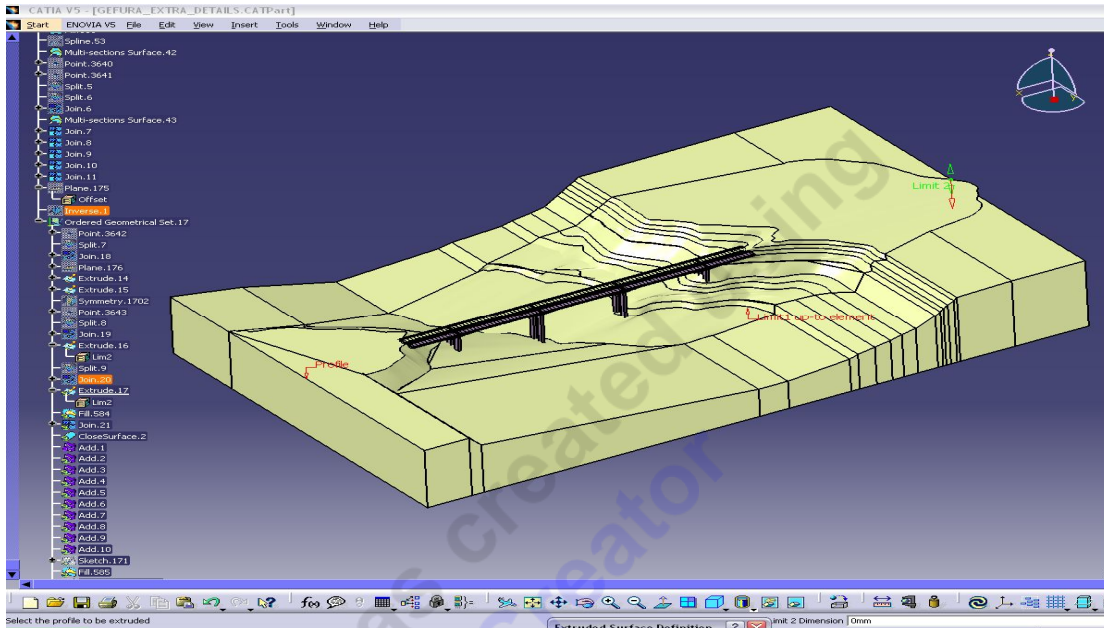 CATIA V5 - [GEFURA_EXTRA_DETAILS.CATPart]
Start ENOVIA V5 File Edit View Insert Tools Window Help
Spline.53
Multi-sections Surface.42
Point.3640
Point.3641
Split.5
Split.6
Join.6
Multi-sections Surface.43
Join.7
Join.8
Join.9
Join.10
Join.11
Plane.175
Offset
Inverse.1
Ordered Geometrical Set.17
Point.3642
Split.7
Join.18
Plane.176
Extrude.14
Extrude.15
Symmetry.1702
Point.3643
Split.8
Join.19
Extrude.16
Lim2
Split.9
Join.20
Extrude.17
Lim2
Fill.584
Join.21
CloseSurface.2
Add.1
Add.2
Add.3
Add.4
Add.5
Add.6
Add.7
Add.8
Add.9
Add.10
Sketch.171
Fill.585
Limit 2
Limit1 up-to element
Profile
as created using
creator
Select the profile to be extruded
Extruded Surface Definition
imit 2 Dimension 0mm